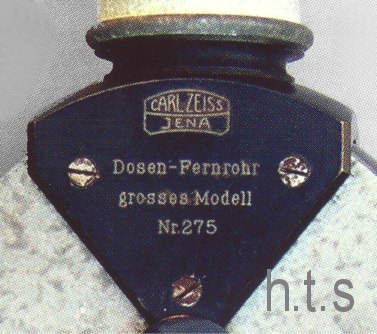 CARL ZEISS
JENA
Dosen-Fernrohr
grosses Modell
Nr.275
h.t.s